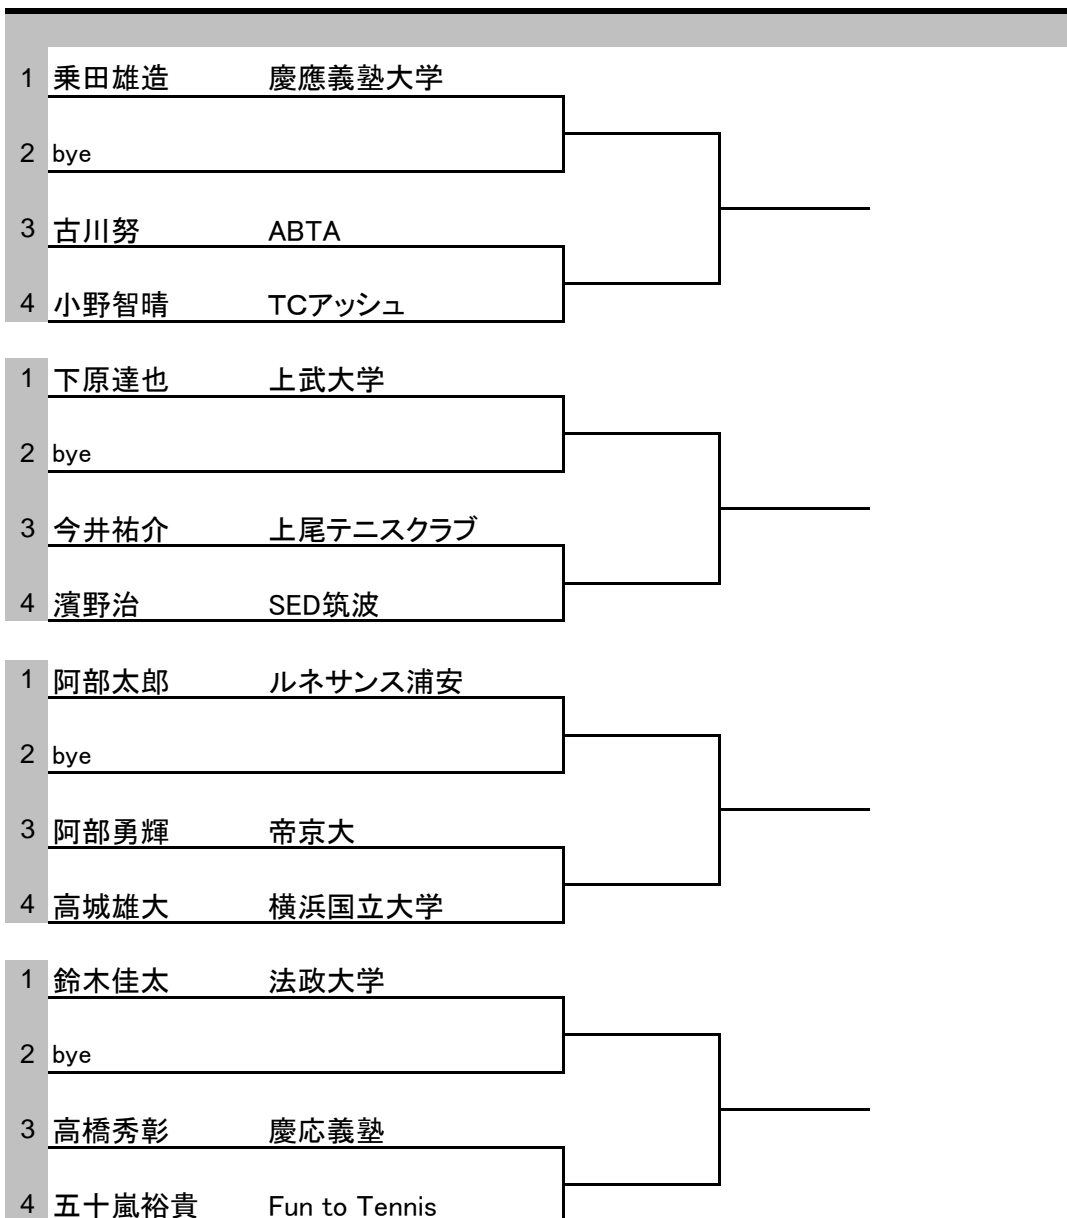 1 乗田雄造 慶應義塾大学
2 bye
3 古川努 ABTA
4 小野智晴 TCアッシュ
1 下原達也 上武大学
2 bye
3 今井祐介 上尾テニスクラブ
4 濱野治 SED筑波
1 阿部太郎 ルネサンス浦安
2 bye
3 阿部勇輝 帝京大
4 高城雄大 横浜国立大学
1 鈴木佳太 法政大学
2 bye
3 高橋秀彰 慶応義塾
4 五十嵐裕貴 Fun to Tennis